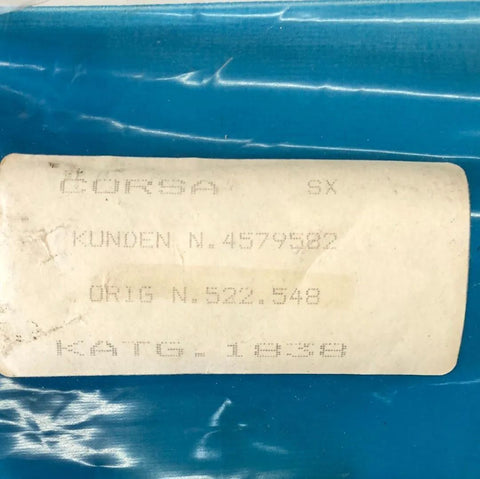 CORSA SX
KUNDEN N.4579582
ORIG N.522.548
KATG.1838